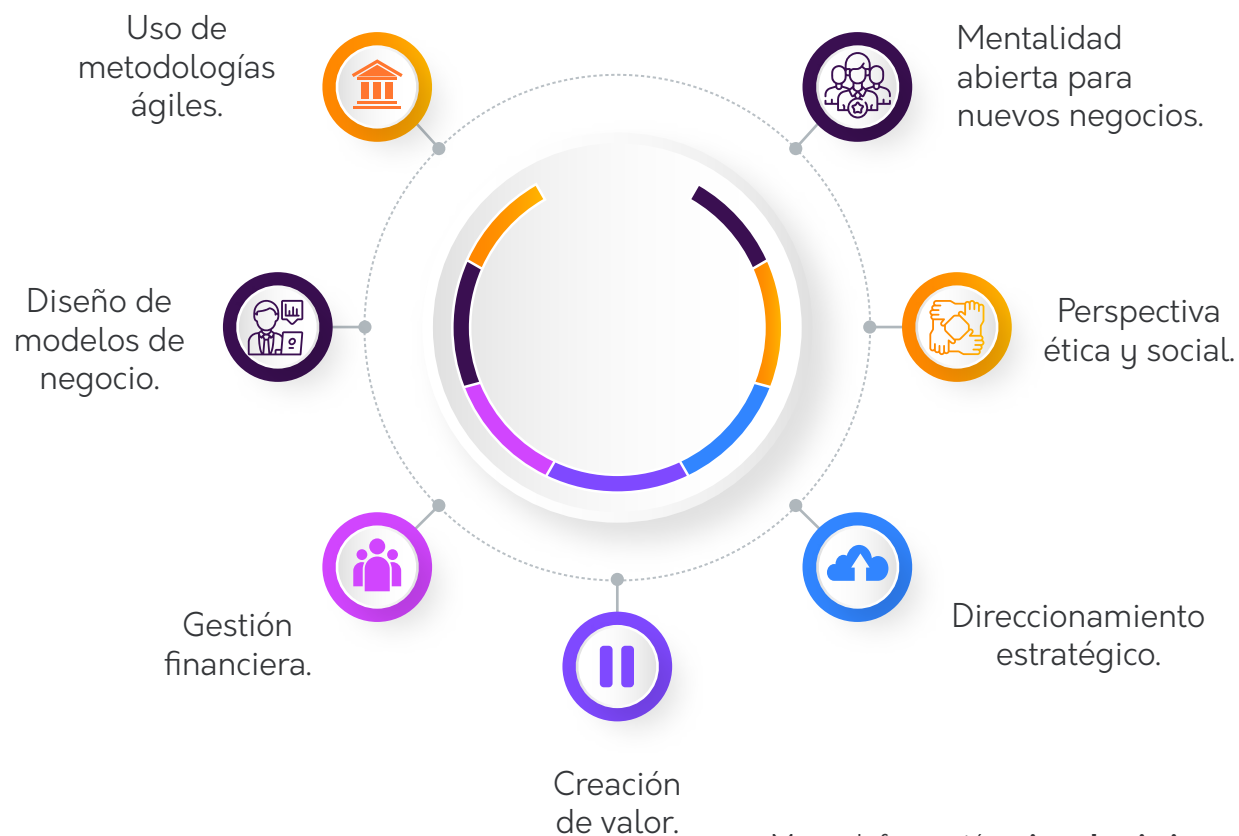 Uso de
metodologías
ágiles.
Mentalidad
abierta para
nuevos negocios.
Diseño de
modelos de
negocio.
Perspectiva
ética y social.
Gestión
financiera.
Direccionamiento
estratégico.
Creación
de valor.